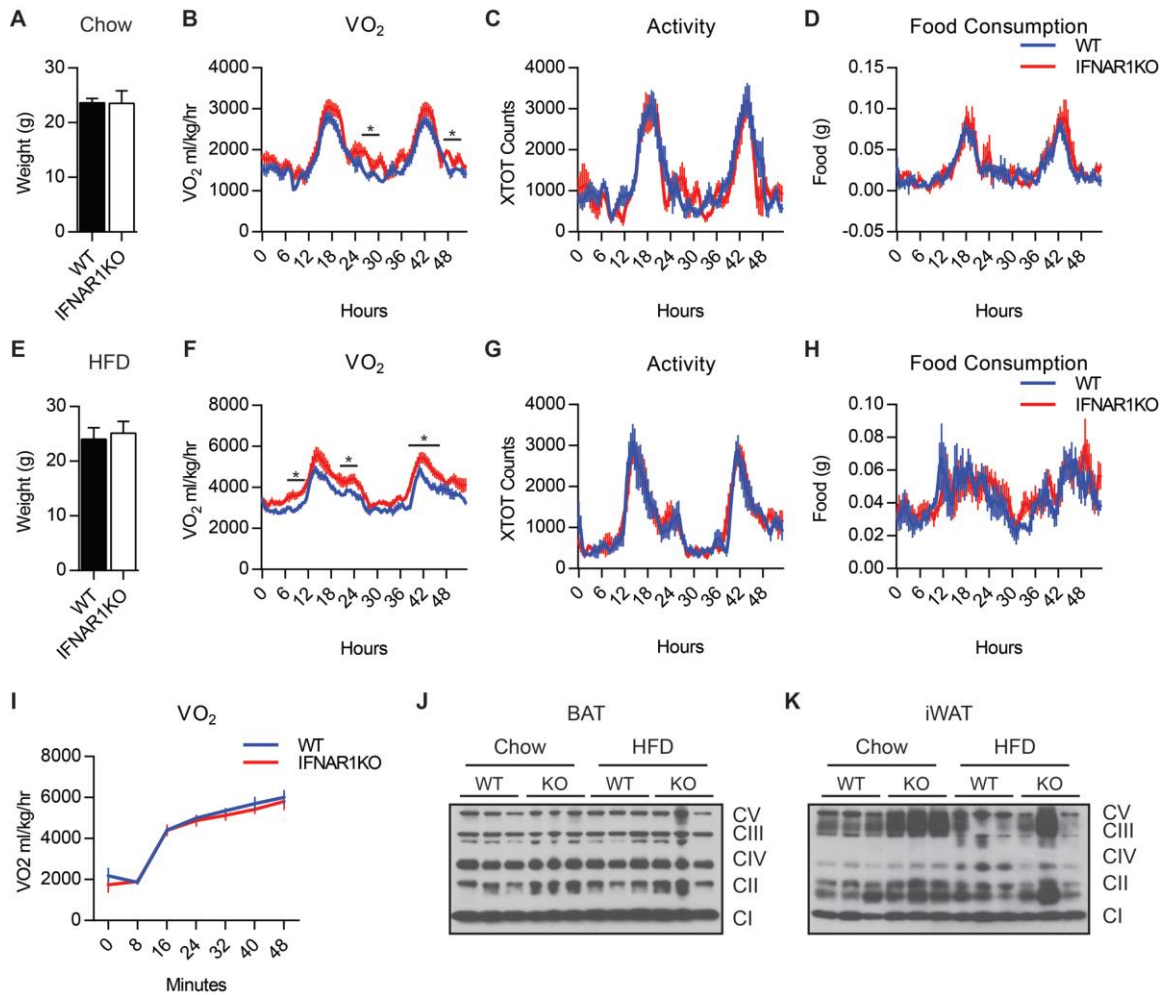 A
Chow
Weight (g)
30
20
10
0
WT
IFNAR1KO
B
VO2
VO2 ml/kg/hr
4000
3000
2000
1000
0
0 6 12 18 24 30 36 42 48
Hours
*
*
C
Activity
XTOT Counts
4000
3000
2000
1000
0
0 6 12 18 24 30 36 42 48
Hours
D
Food Consumption
WT
IFNAR1KO
Food (g)
0.15
0.10
0.05
0.00
-0.05
0 6 12 18 24 30 36 42 48
Hours
E
HFD
Weight (g)
30
20
10
0
WT
IFNAR1KO
F
VO2
VO2 ml/kg/hr
8000
6000
4000
2000
0
0 6 12 18 24 30 36 42 48
Hours
*
*
*
G
Activity
XTOT Counts
4000
3000
2000
1000
0
0 6 12 18 24 30 36 42 48
Hours
H
Food Consumption
WT
IFNAR1KO
Food (g)
0.10
0.08
0.06
0.04
0.02
0.00
0 6 12 18 24 30 36 42 48
Hours
I
VO2
WT
IFNAR1KO
VO2 ml/kg/hr
8000
6000
4000
2000
0
0 8 16 24 32 40 48
Minutes
J
BAT
Chow HFD
WT KO WT KO
CV
CIII
CIV
CII
CI
K
iWAT
Chow HFD
WT KO WT KO
CV
CIII
CIV
CII
CI